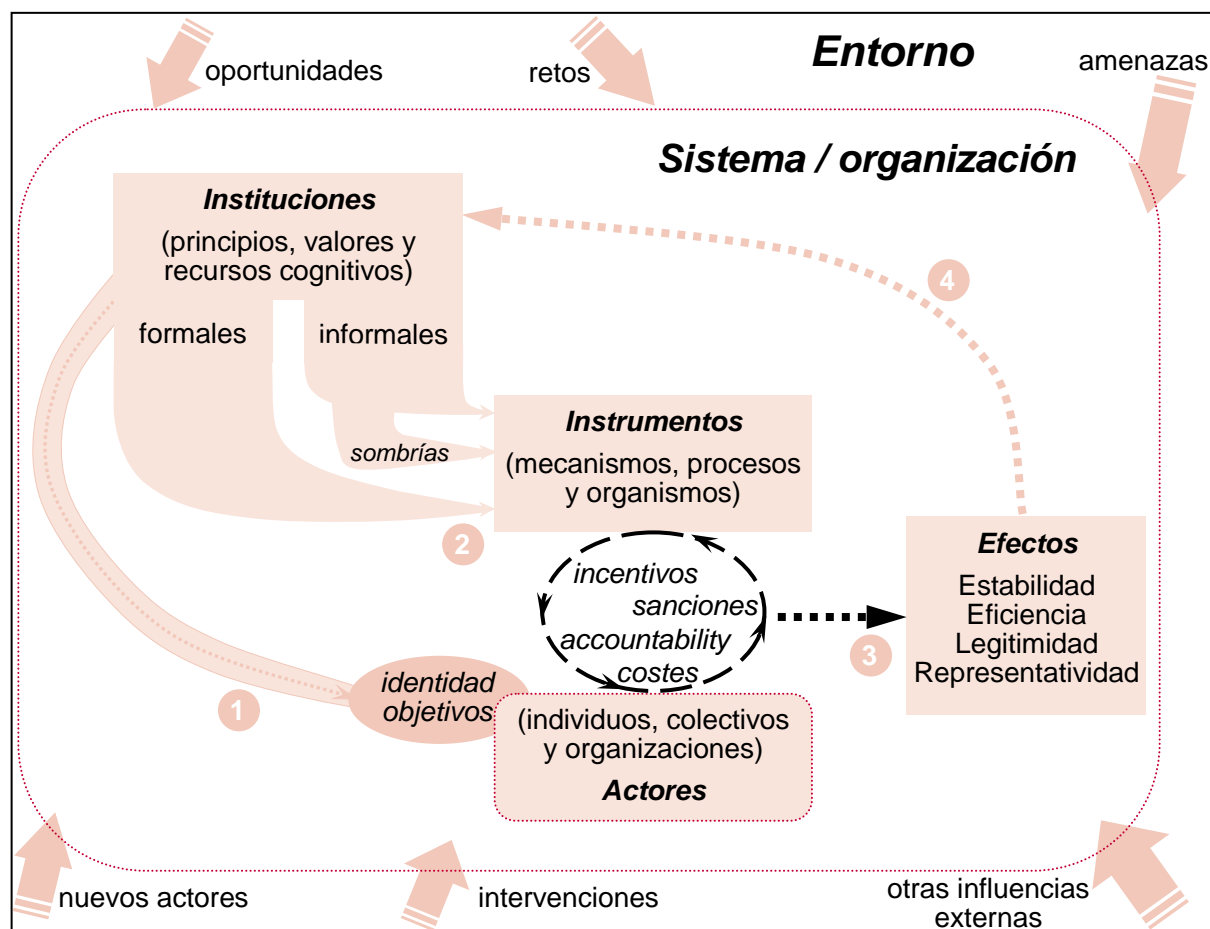 Entorno
oportunidades
retos
amenazas
Sistema / organización
Instituciones
(principios, valores y
recursos cognitivos)
formales
informales
4
Instrumentos
(mecanismos, procesos
y organismos)
sombrías
2
incentivos
sanciones
accountability
costes
3
Efectos
Estabilidad
Eficiencia
Legitimidad
Representatividad
1
identidad
objetivos
(individuos, colectivos
y organizaciones)
Actores
nuevos actores
intervenciones
otras influencias
externas